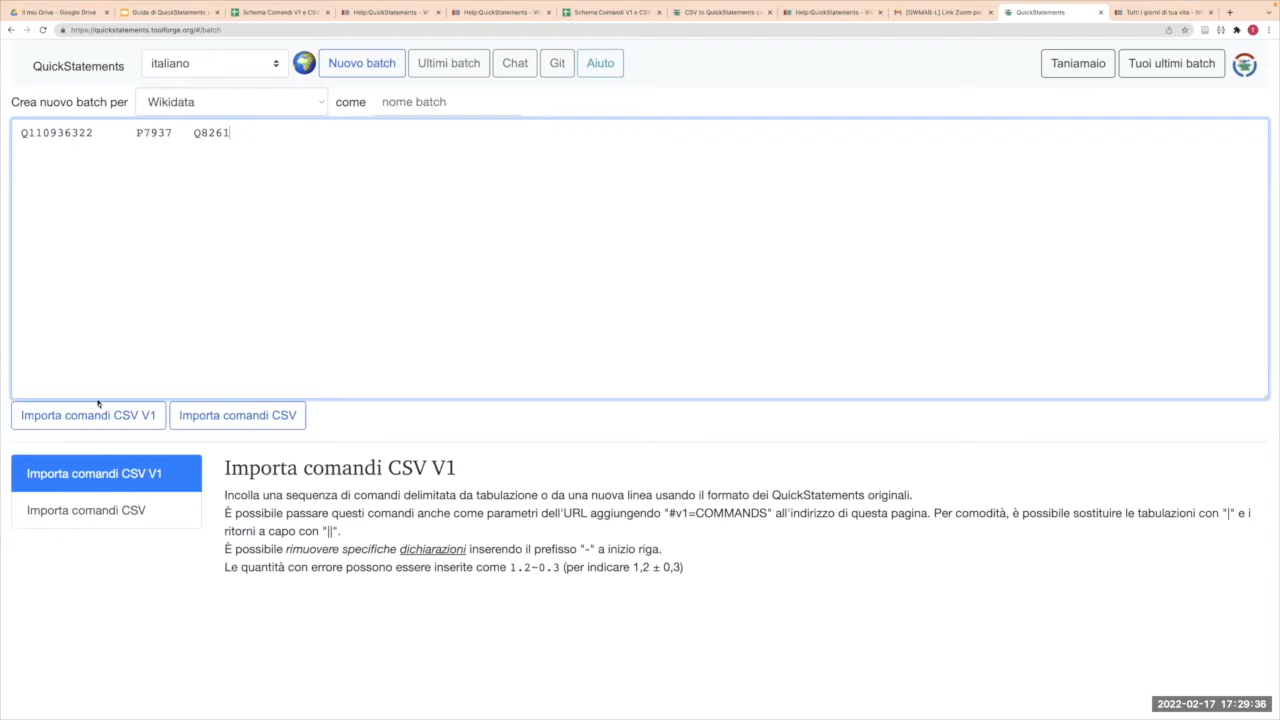 Il mio Drive - Google Drive
Guida di QuickStatements p
Schema Comandi V1 e CSV
Help:QuickStatements - W
Help:QuickStatements - W
Schema Comandi V1 e CSV
CSV to QuickStatements c
Help:QuickStatements - W
[GWMAB-L] Link Zoom pe
QuickStatements
Tutti i giorni di tua vita - W
https://quickstatements.toolforge.org/#/batch
T
QuickStatements
italiano
Nuovo batch
Ultimi batch
Chat
Git
Aiuto
Taniamaio
Tuoi ultimi batch
Crea nuovo batch per
Wikidata
come
nome batch
Q110936322 P7937 Q8261
Importa comandi CSV V1
Importa comandi CSV
Importa comandi CSV V1
Importa comandi CSV
Importa comandi CSV V1
Incolla una sequenza di comandi delimitata da tabulazione o da una nuova linea usando il formato dei QuickStatements originali.
È possibile passare questi comandi anche come parametri dell'URL aggiungendo "#v1=COMMANDS" all'indirizzo di questa pagina. Per comodità, è possibile sostituire le tabulazioni con "|" e i
ritorni a capo con "||".
È possibile rimuovere specifiche dichiarazioni inserendo il prefisso "-" a inizio riga.
Le quantità con errore possono essere inserite come 1.2~0.3 (per indicare 1,2 ± 0,3)
2022-02-17 17:29:36